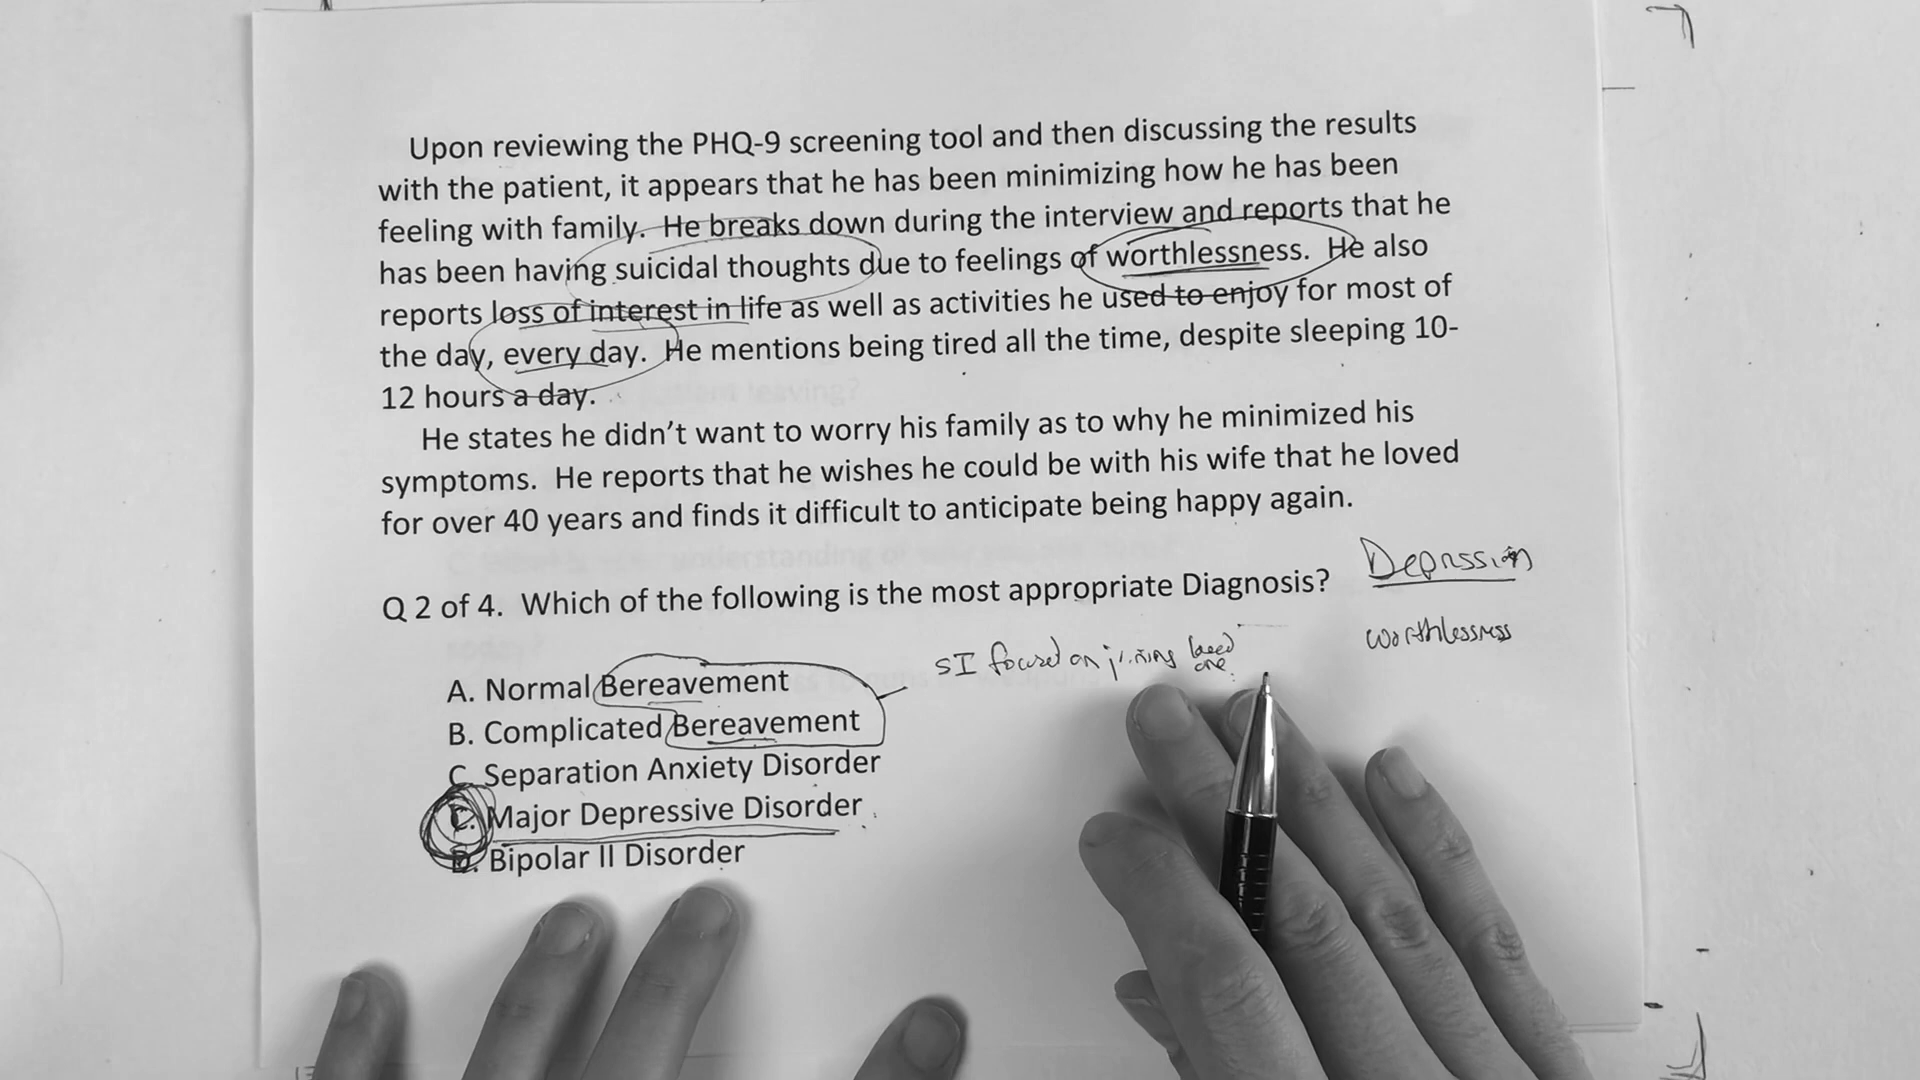 Upon reviewing the PHQ-9 screening tool and then discussing the results
with the patient, it appears that he has been minimizing how he has been
feeling with family. He breaks down during the interview and reports that he
has been having suicidal thoughts due to feelings of worthlessness. He also
reports loss of interest in life as well as activities he used to enjoy for most of
the day, every day. He mentions being tired all the time, despite sleeping 10-
12 hours a day.
He states he didn't want to worry his family as to why he minimized his
symptoms. He reports that he wishes he could be with his wife that he loved
for over 40 years and finds it difficult to anticipate being happy again.
Depression
Q 2 of 4. Which of the following is the most appropriate Diagnosis?
worthlessness
SI focused on joining loved
one
A. Normal Bereavement
B. Complicated Bereavement
C. Separation Anxiety Disorder
C. Major Depressive Disorder
D. Bipolar II Disorder